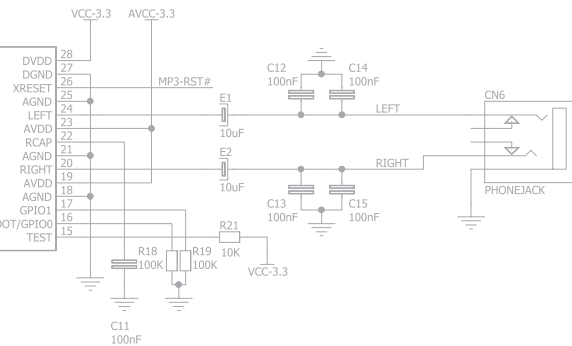 VCC-3.3 AVCC-3.3
DVDD 28
DGND 27
XRESET 26 MP3-RST#
AGND 25
LEFT 24
AVDD 23
RCAP 22
AGND 21
RIGHT 20
AVDD 19
AGND 18
GPIO1 17
OOT/GPIO0 16
TEST 15
E1
10uF
E2
10uF
C12
100nF
C14
100nF
LEFT
RIGHT
C13
100nF
C15
100nF
CN6
PHONEJACK
R21
10K
VCC-3.3
R18
100K
R19
100K
C11
100nF